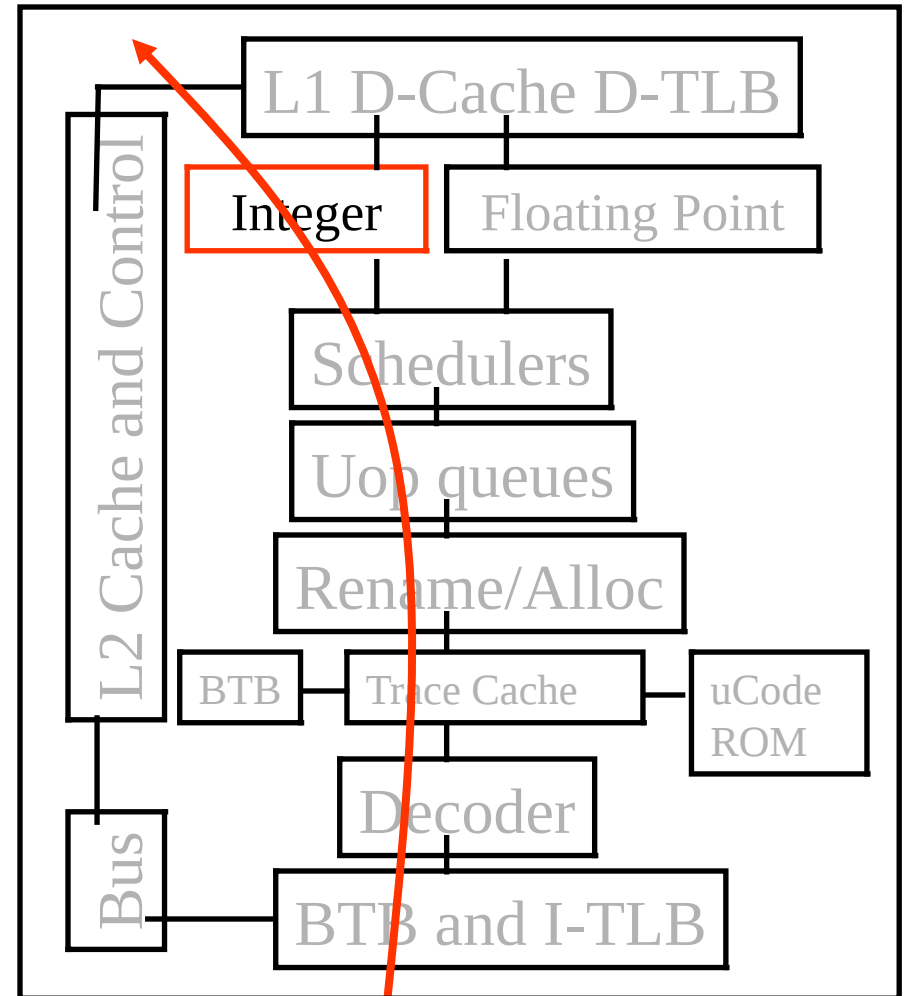 L1 D-Cache D-TLB
L2 Cache and Control
Integer
Floating Point
Schedulers
Uop queues
Rename/Alloc
BTB
Trace Cache
uCode
ROM
Decoder
Bus
BTB and I-TLB